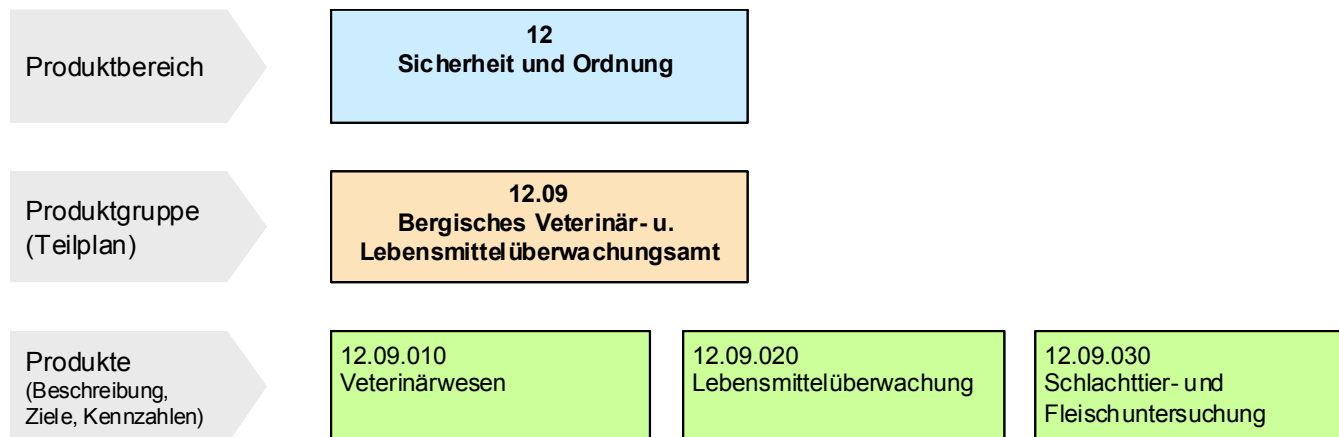 Produktbereich
12
Sicherheit und Ordnung
Produktgruppe
(Teilplan)
12.09
Bergisches Veterinär- u.
Lebensmittelüberwachungsamt
Produkte
(Beschreibung,
Ziele, Kennzahlen)
12.09.010
Veterinärwesen
12.09.020
Lebensmittelüberwachung
12.09.030
Schlachttier- und
Fleischuntersuchung